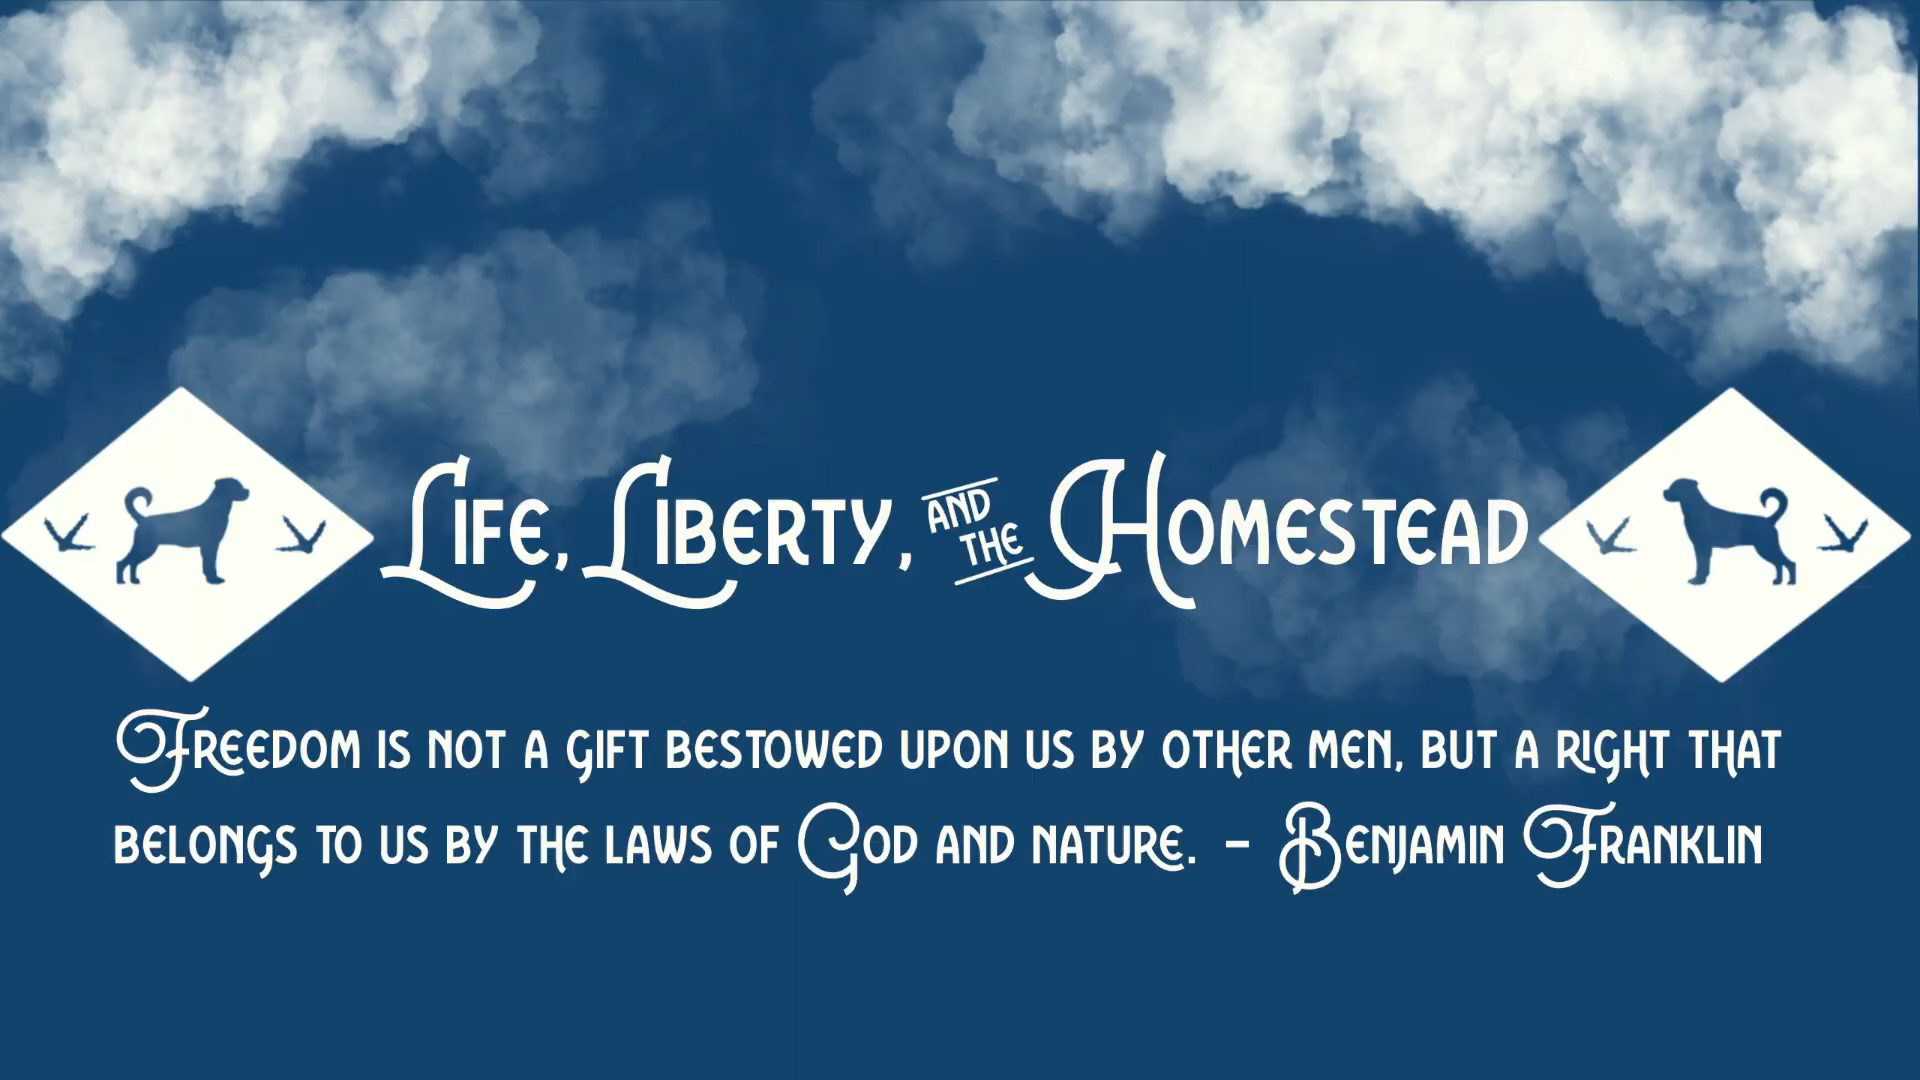 Life, Liberty, and the Homestead
Freedom is not a gift bestowed upon us by other men, but a right that
belongs to us by the laws of God and nature. - Benjamin Franklin